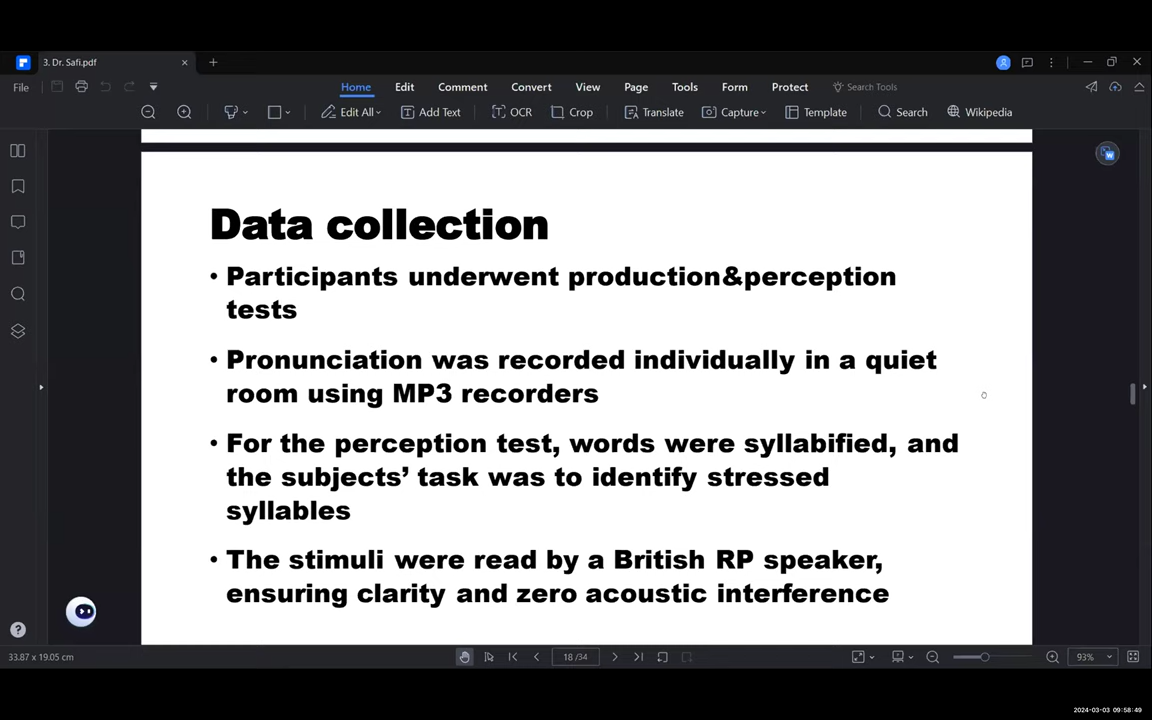 3. Dr. Safi.pdf
File
Home
Edit
Comment
Convert
View
Page
Tools
Form
Protect
Search Tools
Edit All
Add Text
OCR
Crop
Translate
Capture
Template
Search
Wikipedia
Data collection
• Participants underwent production&perception
tests
• Pronunciation was recorded individually in a quiet
room using MP3 recorders
• For the perception test, words were syllabified, and
the subjects’ task was to identify stressed
syllables
• The stimuli were read by a British RP speaker,
ensuring clarity and zero acoustic interference
33.87 x 19.05 cm
18 /34
93%
2024-03-03 09:58:49